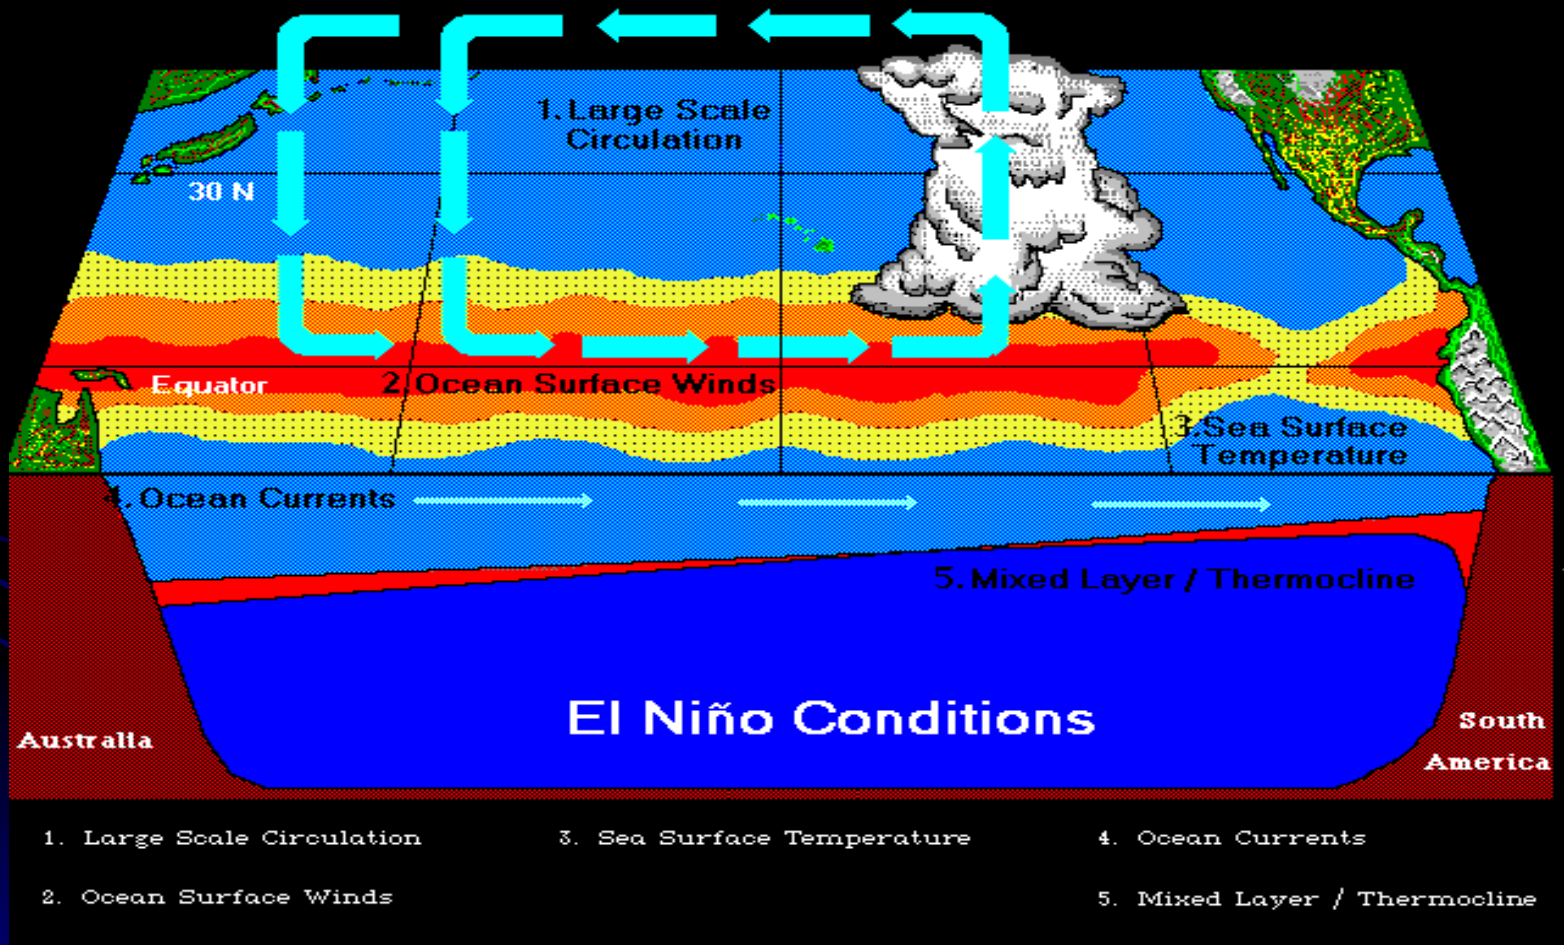 1.Large Scale
Circulation
30 N
Equator
2.Ocean Surface Winds
3.Sea Surface
Temperature
4.Ocean Currents
5.Mixed Layer / Thermocline
El Niño Conditions
Australla
South
America
1. Large Scale Circulation
3. Sea Surface Temperature
4. Ocean Currents
2. Ocean Surface Winds
5. Mixed Layer / Thermocline